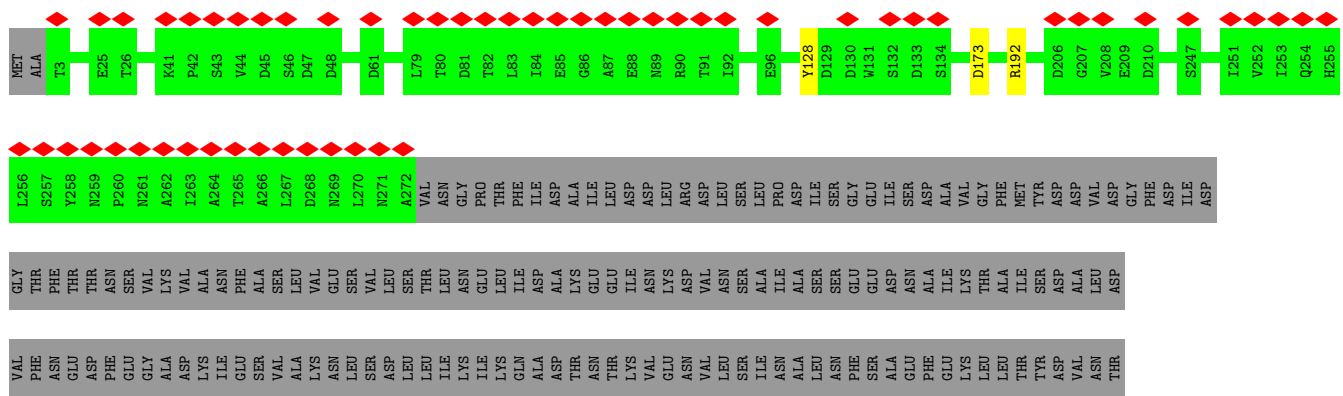 MET ALA T3 E25 T26 K41 P42 S43 V44 D45 S46 D47 D48 D61 L79 T80 D81 T82 L83 I84 E85 G86 A87 E88 N89 R90 T91 I92 E96 Y128 D129 D130 W131 S132 D133 S134 D173 R192 D206 G207 V208 E209 D210 S247 I251 V252 I253 Q254 H255
L256 S257 Y258 N259 P260 N261 A262 I263 A264 T265 A266 L267 D268 N269 L270 N271 A272 VAL ASN GLY PRO THR PHE ILE ASP ALA ILE LEU ASP ASP LEU ARG ASP LEU SER LEU PRO ASP ILE SER GLY GLU ILE SER ASP ALA VAL GLY PHE MET TYR ASP ASP VAL ASP GLY PHE ASP ILE ASP
GLY THR PHE THR THR ASN SER VAL LYS VAL ALA ASN PHE ALA SER LEU VAL GLU SER VAL LEU SER THR LEU ASN GLU LEU ILE ASP ALA LYS GLU GLU ILE ASN LYS ASP VAL ASN SER SER ALA ILE ALA SER SER GLU GLU ASP ASN ALA ILE LYS THR ALA ILE SER ASP ALA LEU ASP
VAL PHE ASN GLU ASP PHE GLU GLY ALA ASP LYS ILE GLU SER VAL ALA LYS ASN LEU SER ASP LEU LEU ILE LYS ILE LYS GLN ALA ASP THR ASN THR LYS VAL GLU ASN VAL LEU SER ILE ASN ALA LEU ASN PHE SER ALA GLU PHE GLU LYS LEU LEU THR TYR ASP VAL ASN THR